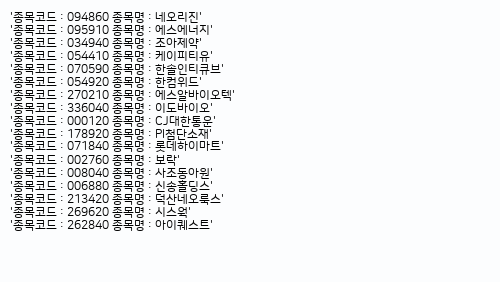 '종목코드 : 094860 종목명 : 네오리진'
'종목코드 : 095910 종목명 : 에스에너지'
'종목코드 : 034940 종목명 : 조아제약'
'종목코드 : 054410 종목명 : 케이피티유'
'종목코드 : 070590 종목명 : 한솔인티큐브'
'종목코드 : 054920 종목명 : 한컴위드'
'종목코드 : 270210 종목명 : 에스알바이오텍'
'종목코드 : 336040 종목명 : 이도바이오'
'종목코드 : 000120 종목명 : CJ대한통운'
'종목코드 : 178920 종목명 : PI첨단소재'
'종목코드 : 071840 종목명 : 롯데하이마트'
'종목코드 : 002760 종목명 : 보락'
'종목코드 : 008040 종목명 : 사조동아원'
'종목코드 : 006880 종목명 : 신송홀딩스'
'종목코드 : 213420 종목명 : 덕산네오룩스'
'종목코드 : 269620 종목명 : 시스웍'
'종목코드 : 262840 종목명 : 아이퀘스트'